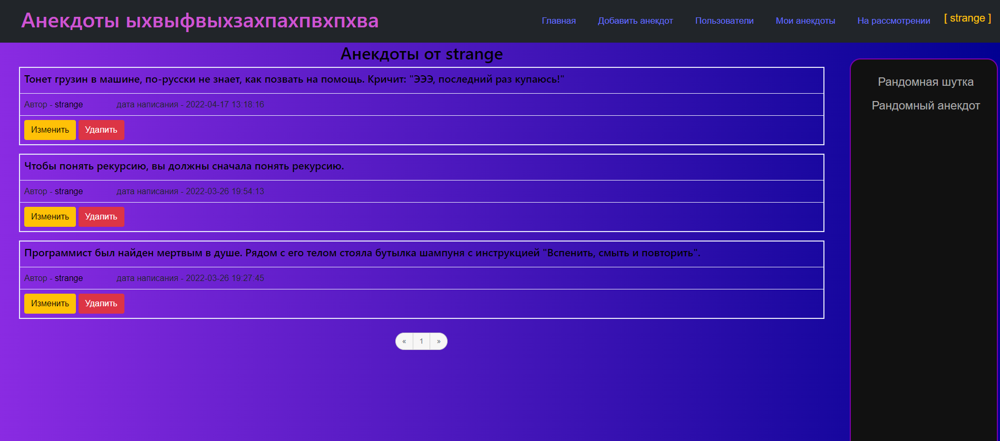 Анекдоты ыхвыфвыхзахпахпвхпхва
Главная
Добавить анекдот
Пользователи
Мои анекдоты
На рассмотрении
[ strange ]
Анекдоты от strange
Тонет грузин в машине, по-русски не знает, как позвать на помощь. Кричит: "ЭЭЭ, последний раз купаюсь!"
Автор - strange
дата написания - 2022-04-17 13:18:16
Изменить
Удалить
Чтобы понять рекурсию, вы должны сначала понять рекурсию.
Автор - strange
дата написания - 2022-03-26 19:54:13
Изменить
Удалить
Программист был найден мертвым в душе. Рядом с его телом стояла бутылка шампуня с инструкцией "Вспенить, смыть и повторить".
Автор - strange
дата написания - 2022-03-26 19:27:45
Изменить
Удалить
« 1 »
Рандомная шутка
Рандомный анекдот